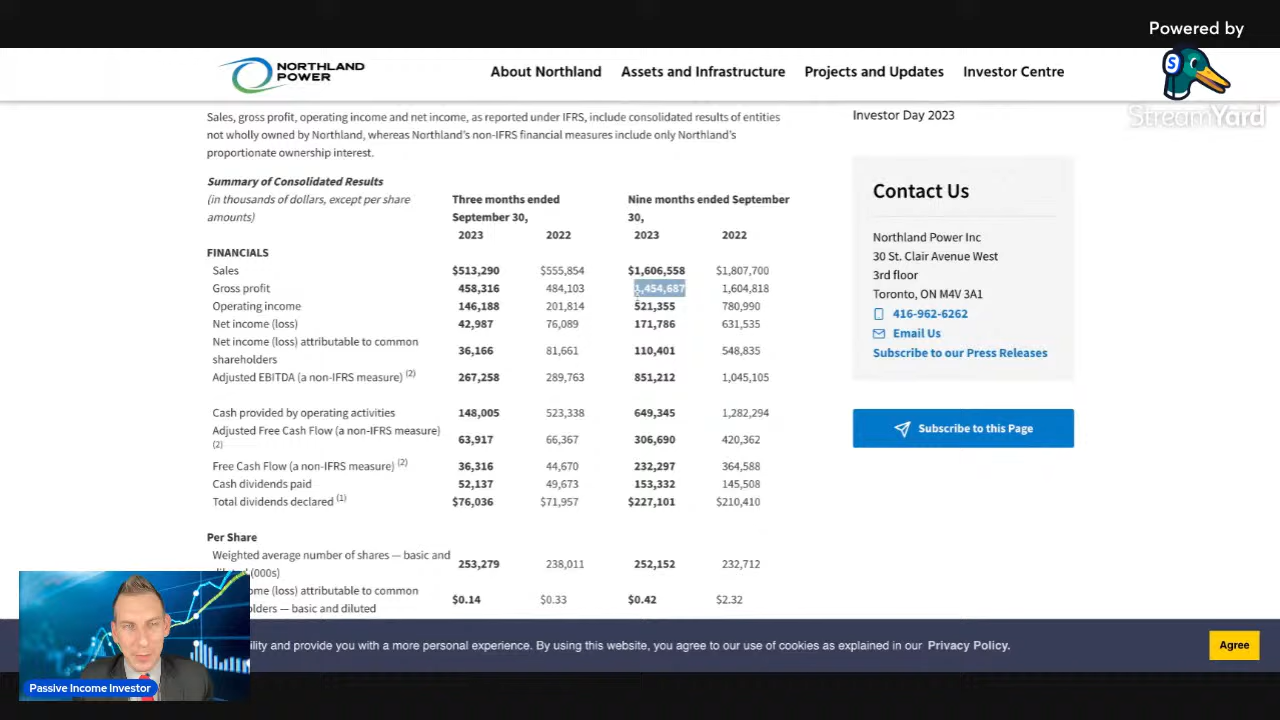 Powered by
StreamYard
NORTHLAND
POWER
About Northland
Assets and Infrastructure
Projects and Updates
Investor Centre
Sales, gross profit, operating income and net income, as reported under IFRS, include consolidated results of entities
not wholly owned by Northland, whereas Northland's non-IFRS financial measures include only Northland's
proportionate ownership interest.
Summary of Consolidated Results
(in thousands of dollars, except per share
amounts)
Three months ended
September 30,
Nine months ended September
30,
2023 2022 2023 2022
FINANCIALS
Sales $513,290 $555,854 $1,606,558 $1,807,700
Gross profit 458,316 484,103 1,454,687 1,604,818
Operating income 146,188 201,814 521,355 780,990
Net income (loss) 42,987 76,089 171,786 631,535
Net income (loss) attributable to common
shareholders 36,166 81,661 110,401 548,835
Adjusted EBITDA (a non-IFRS measure) (2) 267,258 289,763 851,212 1,045,105
Cash provided by operating activities 148,005 523,338 649,345 1,282,294
Adjusted Free Cash Flow (a non-IFRS measure)
(2) 63,917 66,367 306,690 420,362
Free Cash Flow (a non-IFRS measure) (2) 36,316 44,670 232,297 364,588
Cash dividends paid 52,137 49,673 153,332 145,508
Total dividends declared (1) $76,036 $71,957 $227,101 $210,410
Per Share
Weighted average number of shares — basic and
(000s) 253,279 238,011 252,152 232,712
(loss) attributable to common
— basic and diluted $0.14 $0.33 $0.42 $2.32
Investor Day 2023
Contact Us
Northland Power Inc
30 St. Clair Avenue West
3rd floor
Toronto, ON M4V 3A1
416-962-6262
Email Us
Subscribe to our Press Releases
Subscribe to this Page
and provide you with a more personal experience. By using this website, you agree to our use of cookies as explained in our Privacy Policy.
Agree
Passive Income Investor